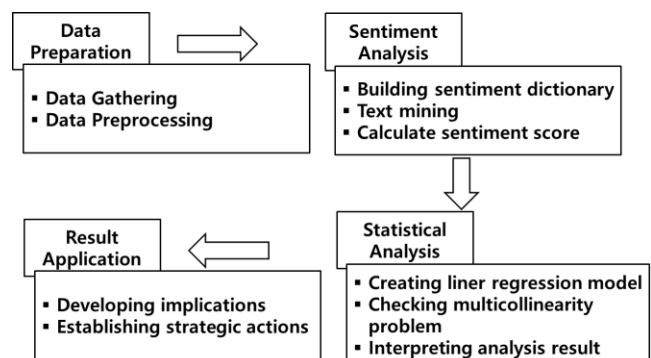 Data
Preparation
▪ Data Gathering
▪ Data Preprocessing
Sentiment
Analysis
▪ Building sentiment dictionary
▪ Text mining
▪ Calculate sentiment score
Statistical
Analysis
▪ Creating liner regression model
▪ Checking multicollinearity
problem
▪ Interpreting analysis result
Result
Application
▪ Developing implications
▪ Establishing strategic actions